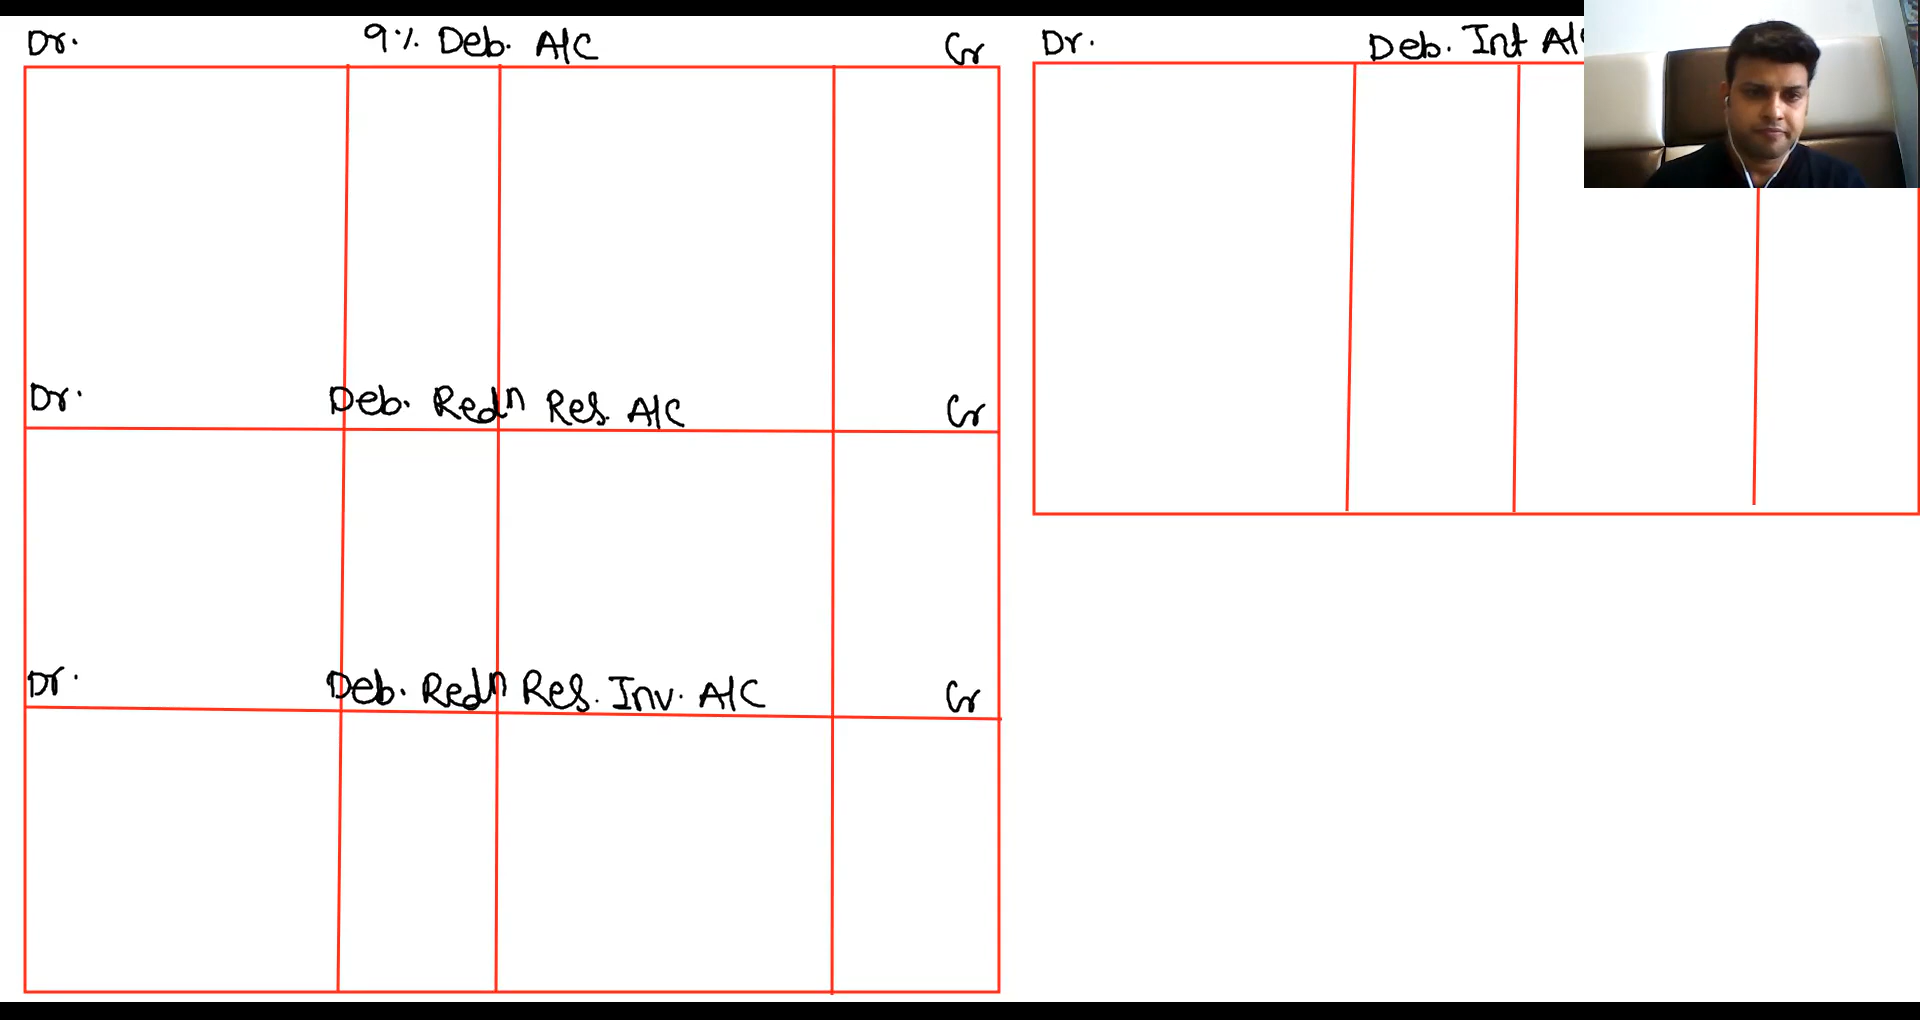 Dr. 9% Deb. A/C Cr
Dr. Deb. Redn Res. A/C Cr
Dr. Deb. Redn Res. Inv. A/C Cr
Dr. Deb. Int A/C